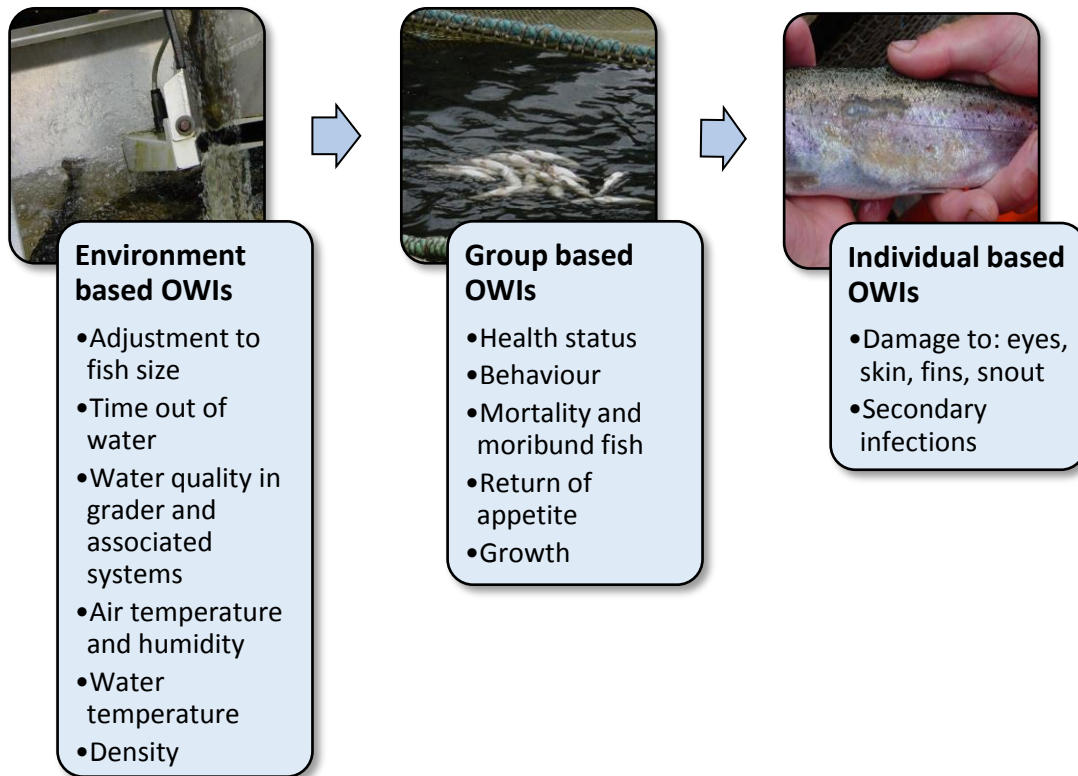 Environment
based OWIs
•Adjustment to
fish size
•Time out of
water
•Water quality in
grader and
associated
systems
•Air temperature
and humidity
•Water
temperature
•Density
Group based
OWIs
•Health status
•Behaviour
•Mortality and
moribund fish
•Return of
appetite
•Growth
Individual based
OWIs
•Damage to: eyes,
skin, fins, snout
•Secondary
infections